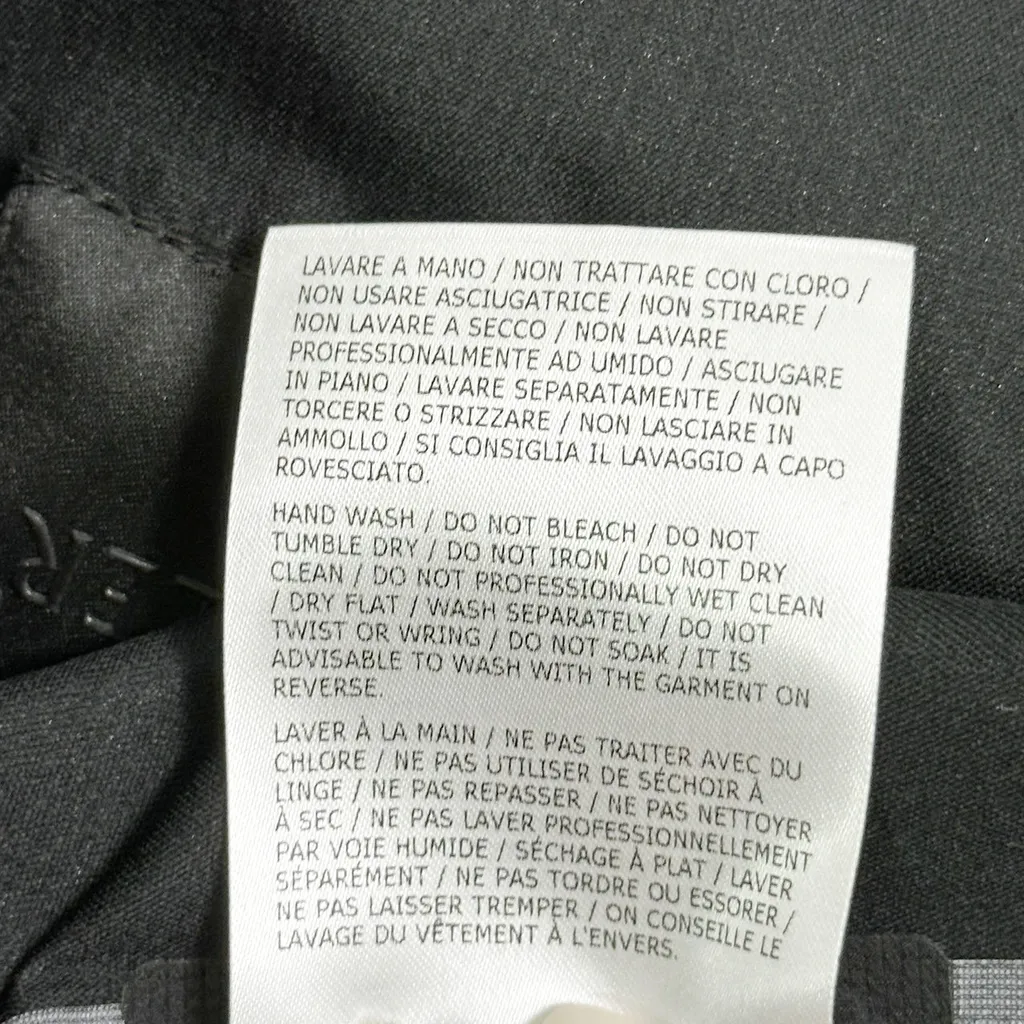 LAVARE A MANO / NON TRATTARE CON CLORO /
NON USARE ASCIUGATRICE / NON STIRARE /
NON LAVARE A SECCO / NON LAVARE
PROFESSIONALMENTE AD UMIDO / ASCIUGARE
IN PIANO / LAVARE SEPARATAMENTE / NON
TORCERE O STRIZZARE / NON LASCIARE IN
AMMOLLO / SI CONSIGLIA IL LAVAGGIO A CAPO
ROVESCIATO.
HAND WASH / DO NOT BLEACH / DO NOT
TUMBLE DRY / DO NOT IRON / DO NOT DRY
CLEAN / DO NOT PROFESSIONALLY WET CLEAN
/ DRY FLAT / WASH SEPARATELY / DO NOT
TWIST OR WRING / DO NOT SOAK / IT IS
ADVISABLE TO WASH WITH THE GARMENT ON
REVERSE.
LAVER À LA MAIN / NE PAS TRAITER AVEC DU
CHLORE / NE PAS UTILISER DE SÉCHOIR À
LINGE / NE PAS REPASSER / NE PAS NETTOYER
À SEC / NE PAS LAVER PROFESSIONNELLEMENT
PAR VOIE HUMIDE / SÉCHAGE À PLAT / LAVER
SÉPARÉMENT / NE PAS TORDRE OU ESSORER /
NE PAS LAISSER TREMPER / ON CONSEILLE LE
LAVAGE DU VÊTEMENT À L'ENVERS.